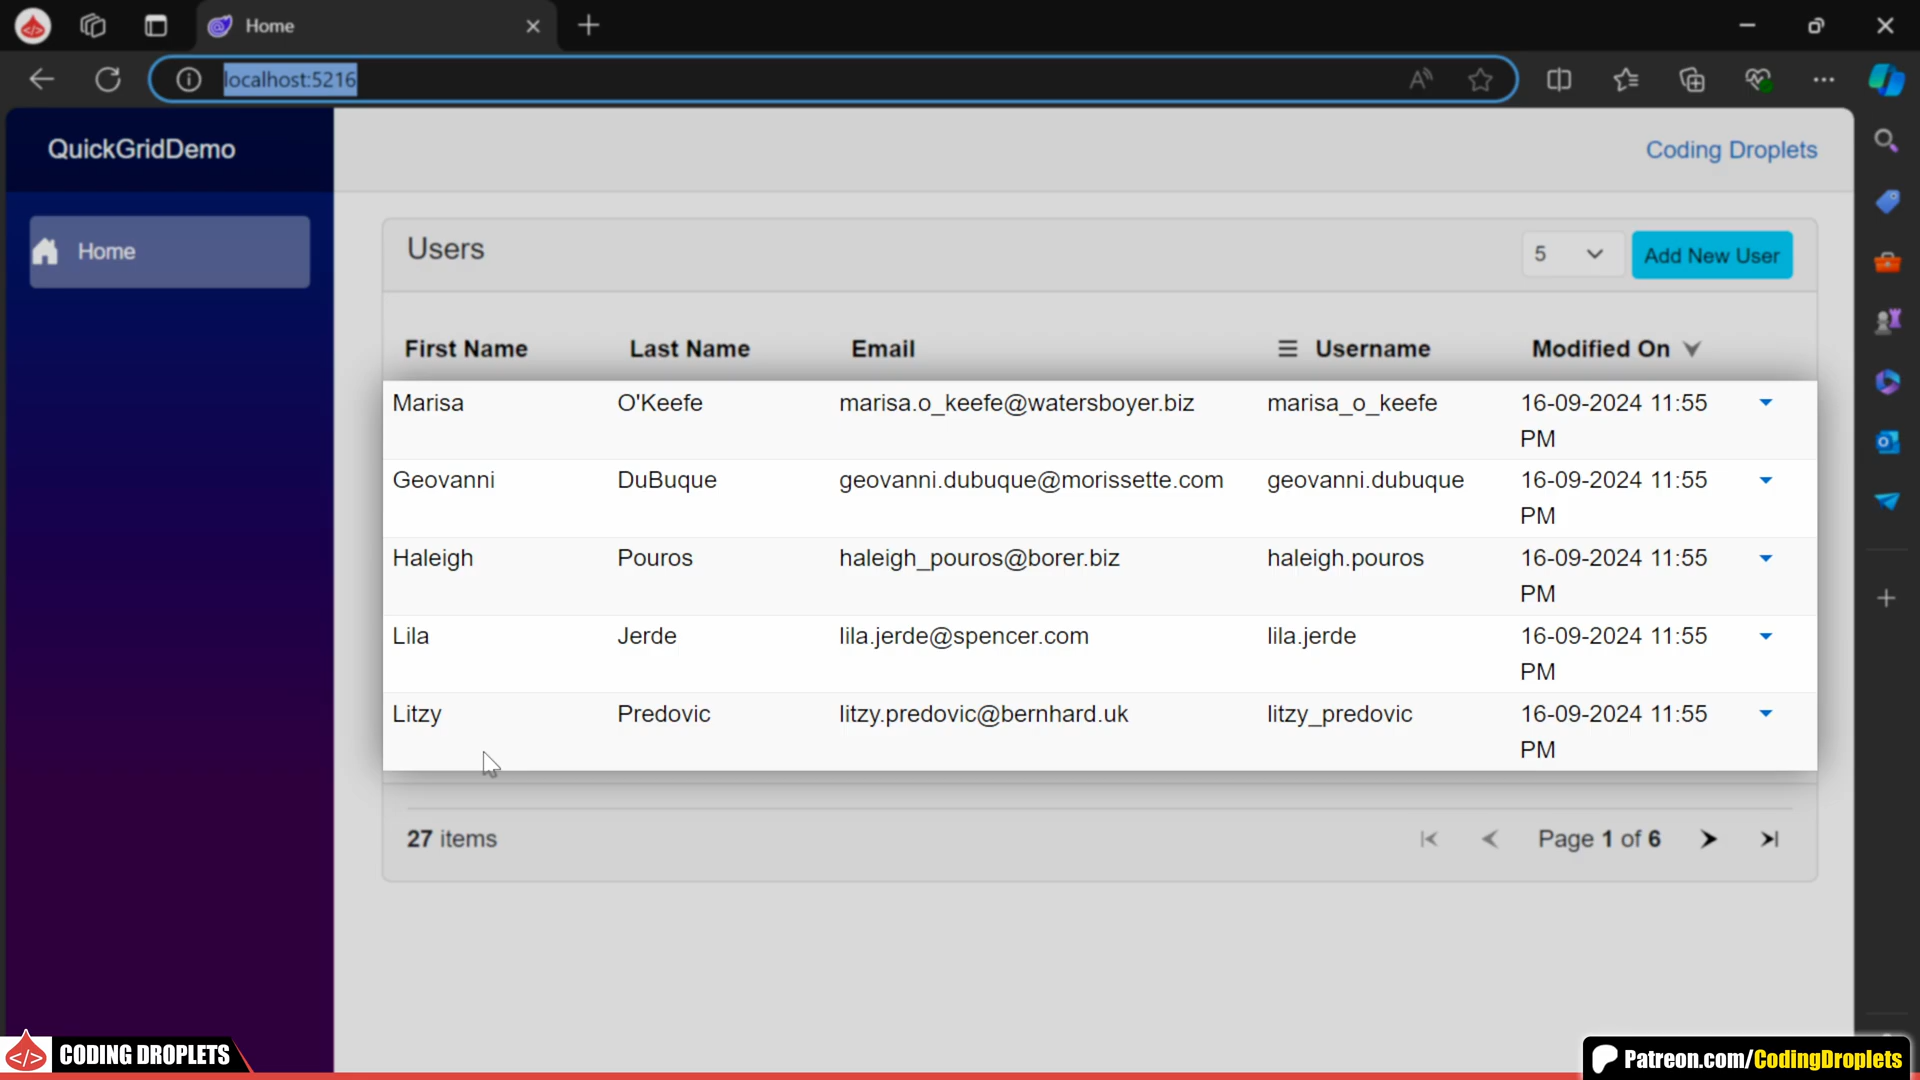 Home
localhost:5216
QuickGridDemo
Coding Droplets
Home
Users
5
Add New User
First Name Last Name Email Username Modified On
Marisa O'Keefe marisa.o_keefe@watersboyer.biz marisa_o_keefe 16-09-2024 11:55
PM
Geovanni DuBuque geovanni.dubuque@morissette.com geovanni.dubuque 16-09-2024 11:55
PM
Haleigh Pouros haleigh_pouros@borer.biz haleigh.pouros 16-09-2024 11:55
PM
Lila Jerde lila.jerde@spencer.com lila.jerde 16-09-2024 11:55
PM
Litzy Predovic litzy.predovic@bernhard.uk litzy_predovic 16-09-2024 11:55
PM
27 items Page 1 of 6
CODING DROPLETS
Patreon.com/CodingDroplets